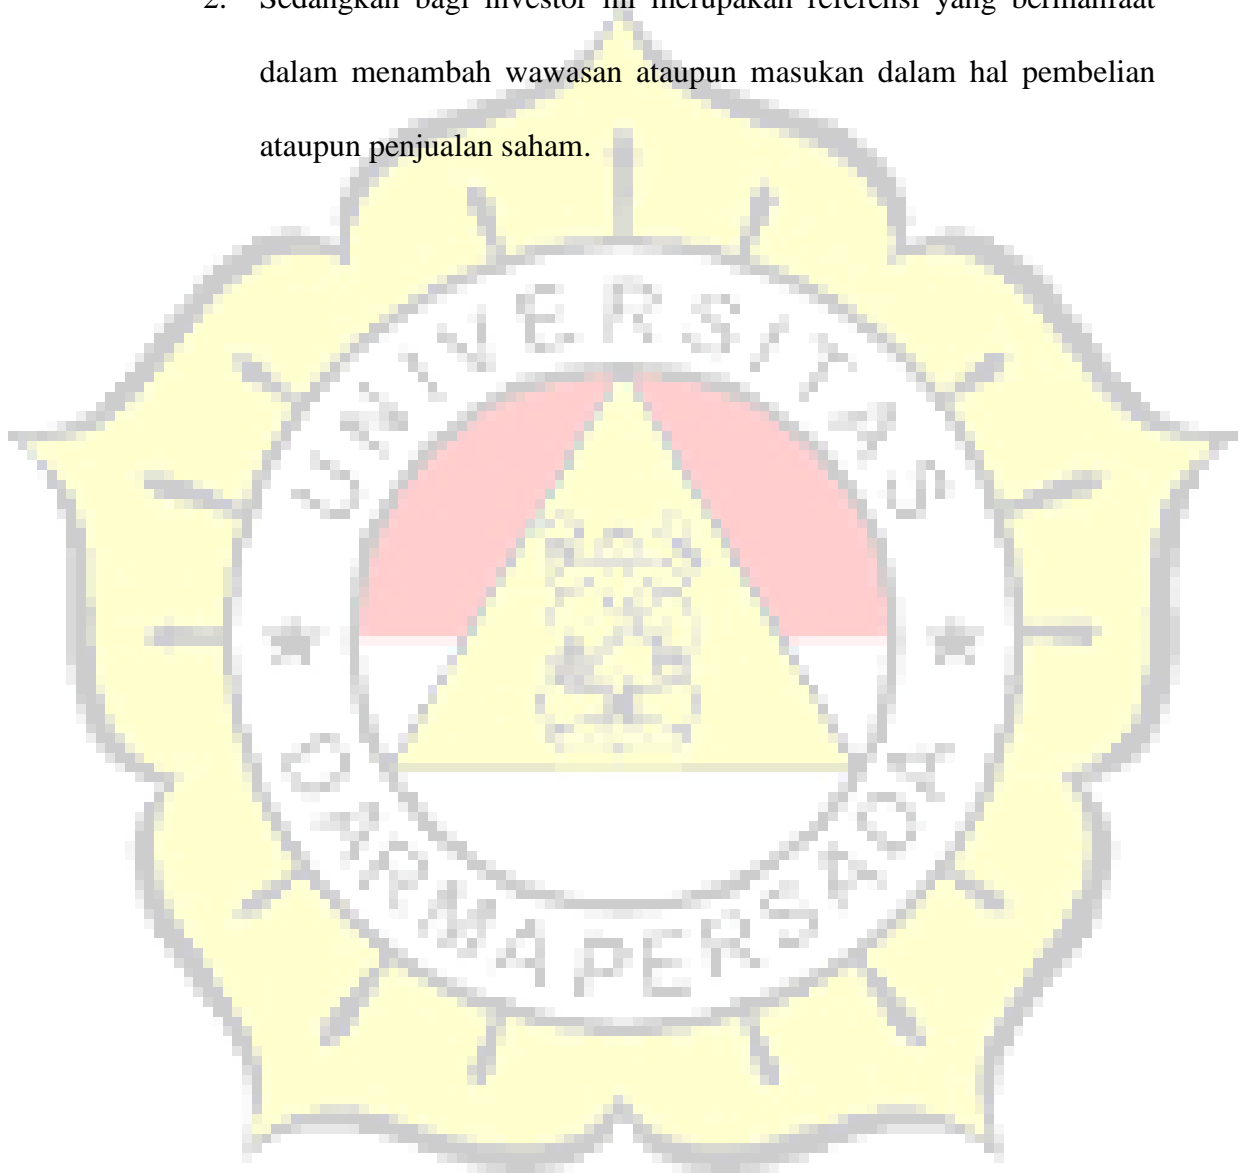 2. Sedangkan bagi investor ini merupakan referensi yang bermanfaat
dalam menambah wawasan ataupun masukan dalam hal pembelian
ataupun penjualan saham.
UNIVERSITAS
DARMA PERSADA